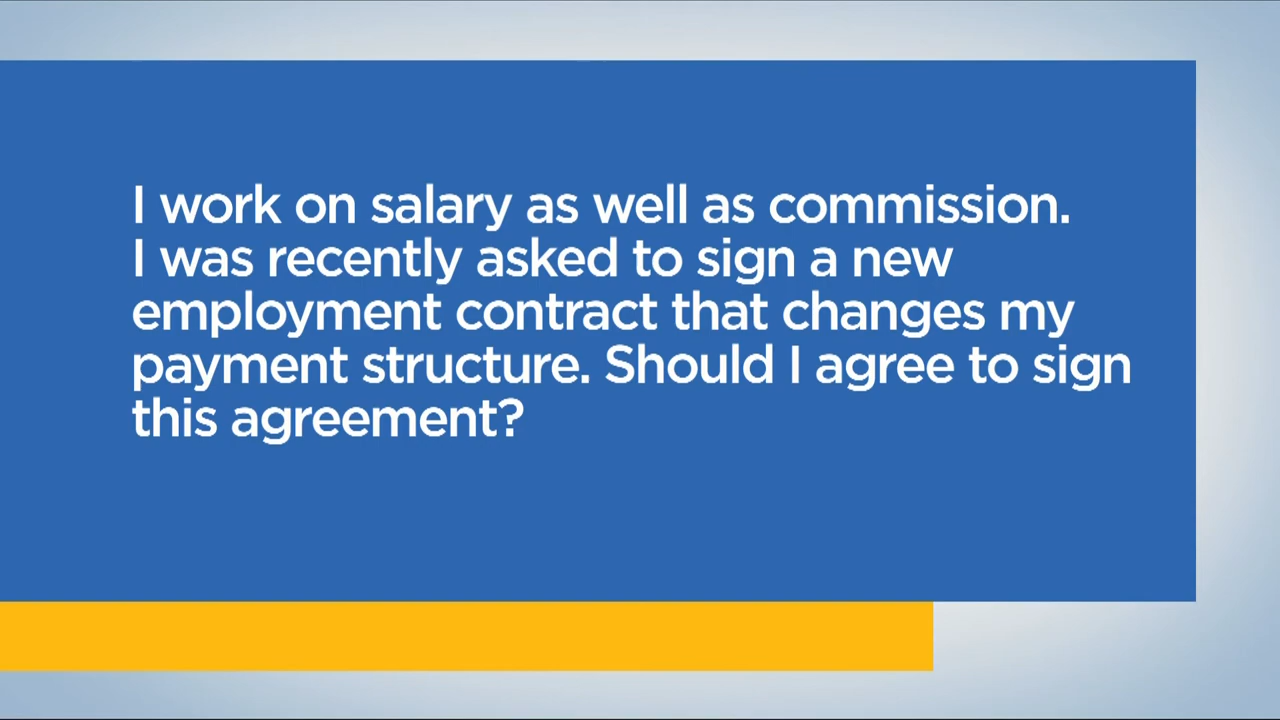 I work on salary as well as commission.
I was recently asked to sign a new
employment contract that changes my
payment structure. Should I agree to sign
this agreement?